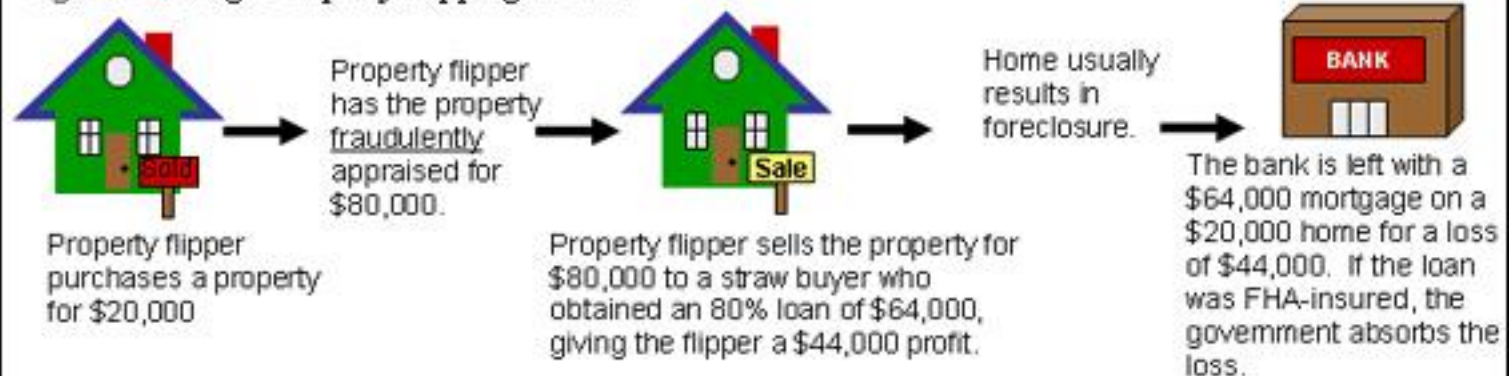 Sold
Property flipper
purchases a property
for $20,000
Property flipper
has the property
fraudulently
appraised for
$80,000.
Sale
Property flipper sells the property for
$80,000 to a straw buyer who
obtained an 80% loan of $64,000,
giving the flipper a $44,000 profit.
Home usually
results in
foreclosure.
BANK
The bank is left with a
$64,000 mortgage on a
$20,000 home for a loss
of $44,000. If the loan
was FHA-insured, the
government absorbs the
loss.